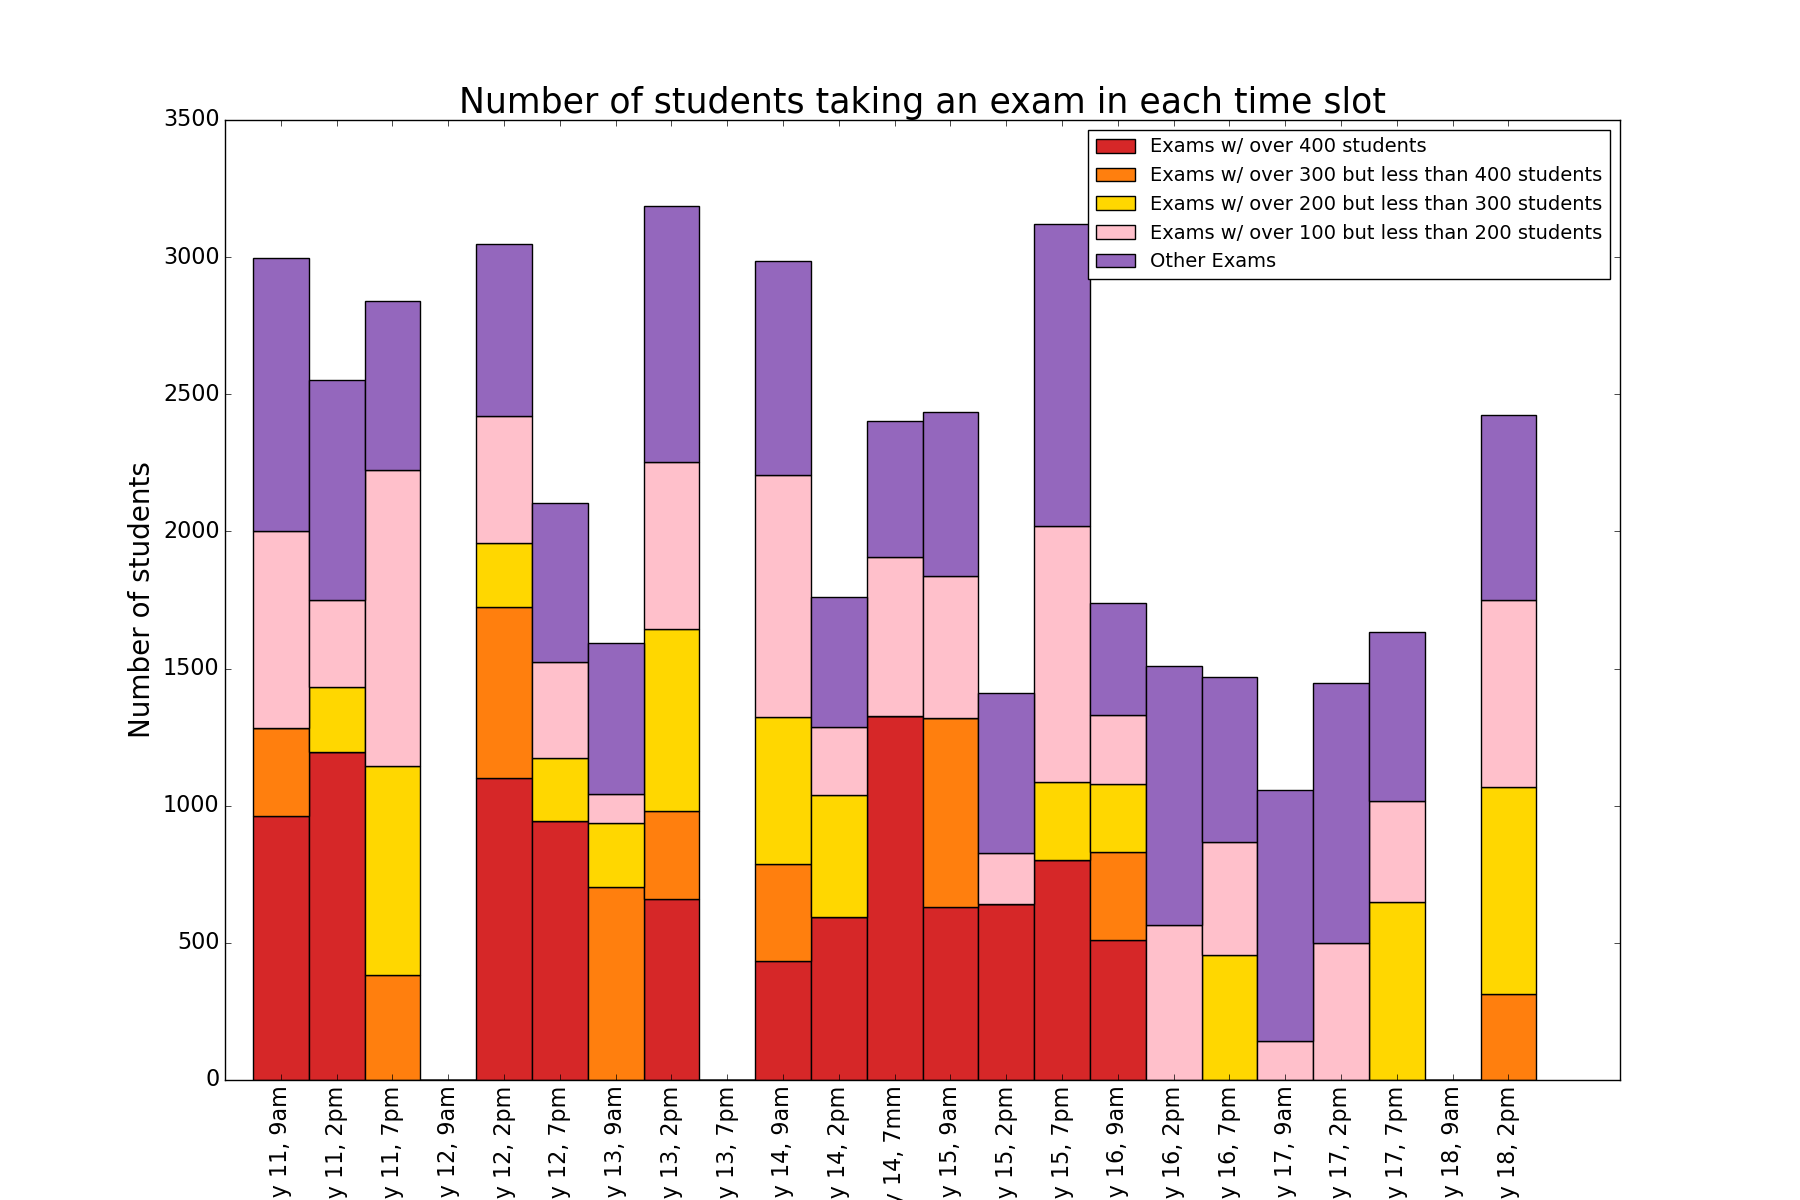 Number of students taking an exam in each time slot
3500
3000
2500
2000
1500
1000
500
0
Number of students
Exams w/ over 400 students
Exams w/ over 300 but less than 400 students
Exams w/ over 200 but less than 300 students
Exams w/ over 100 but less than 200 students
Other Exams
y 11, 9am
y 11, 2pm
y 11, 7pm
y 12, 9am
y 12, 2pm
y 12, 7pm
y 13, 9am
y 13, 2pm
y 13, 7pm
y 14, 9am
y 14, 2pm
y 14, 7mm
y 15, 9am
y 15, 2pm
y 15, 7pm
y 16, 9am
y 16, 2pm
y 16, 7pm
y 17, 9am
y 17, 2pm
y 17, 7pm
y 18, 9am
y 18, 2pm